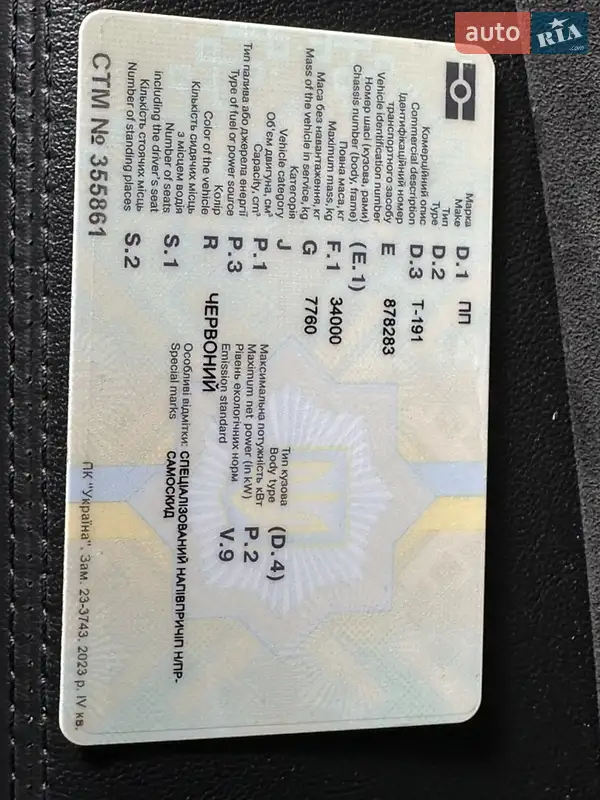 auto RIA .com
Марка
Make D.1 ПП
Тип
Type D.2
Комерційний опис
Commercial description D.3 Т-191
Ідентифікаційний номер
транспортного засобу
Vehicle identification number E 878283
Номер шасі (кузова, рами)
Chassis number (body, frame) (E.1)
Повна маса, кг
Maximum mass, kg F.1 34000
Маса без навантаження, кг
Mass of the vehicle in service, kg G 7760
Категорія
Vehicle category J
Тип кузова
Body type (D.4)
Об'єм двигуна, см³
Capacity, cm³ P.1
Максимальна потужність кВт
Maximum net power (in kW) P.2
Тип палива або джерела енергії
Type of fuel or power source P.3
Рівень екологічних норм
Emission standard V.9
Колір
Color of the vehicle R ЧЕРВОНИЙ
Кількість сидячих місць
з місцем водія
Number of seats
including the driver's seat S.1
Особливі відмітки: СПЕЦІАЛІЗОВАНИЙ НАПІВПРИЧІП Н/ПР-
Special marks САМОСКИД
Кількість стоячих місць
Number of standing places S.2
СТМ № 355861
ПК "Україна". Зам. 23-3743. 2023 р. IV кв.